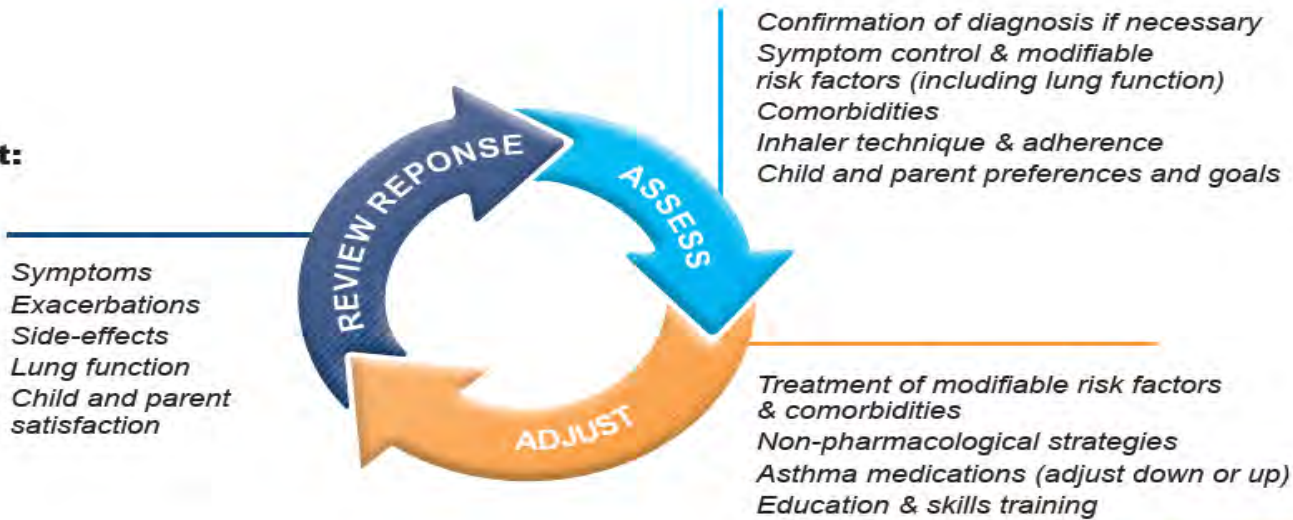 Confirmation of diagnosis if necessary
Symptom control & modifiable
risk factors (including lung function)
Comorbidities
Inhaler technique & adherence
Child and parent preferences and goals
t:
REVIEW REPONSE
ASSESS
ADJUST
Symptoms
Exacerbations
Side-effects
Lung function
Child and parent
satisfaction
Treatment of modifiable risk factors
& comorbidities
Non-pharmacological strategies
Asthma medications (adjust down or up)
Education & skills training